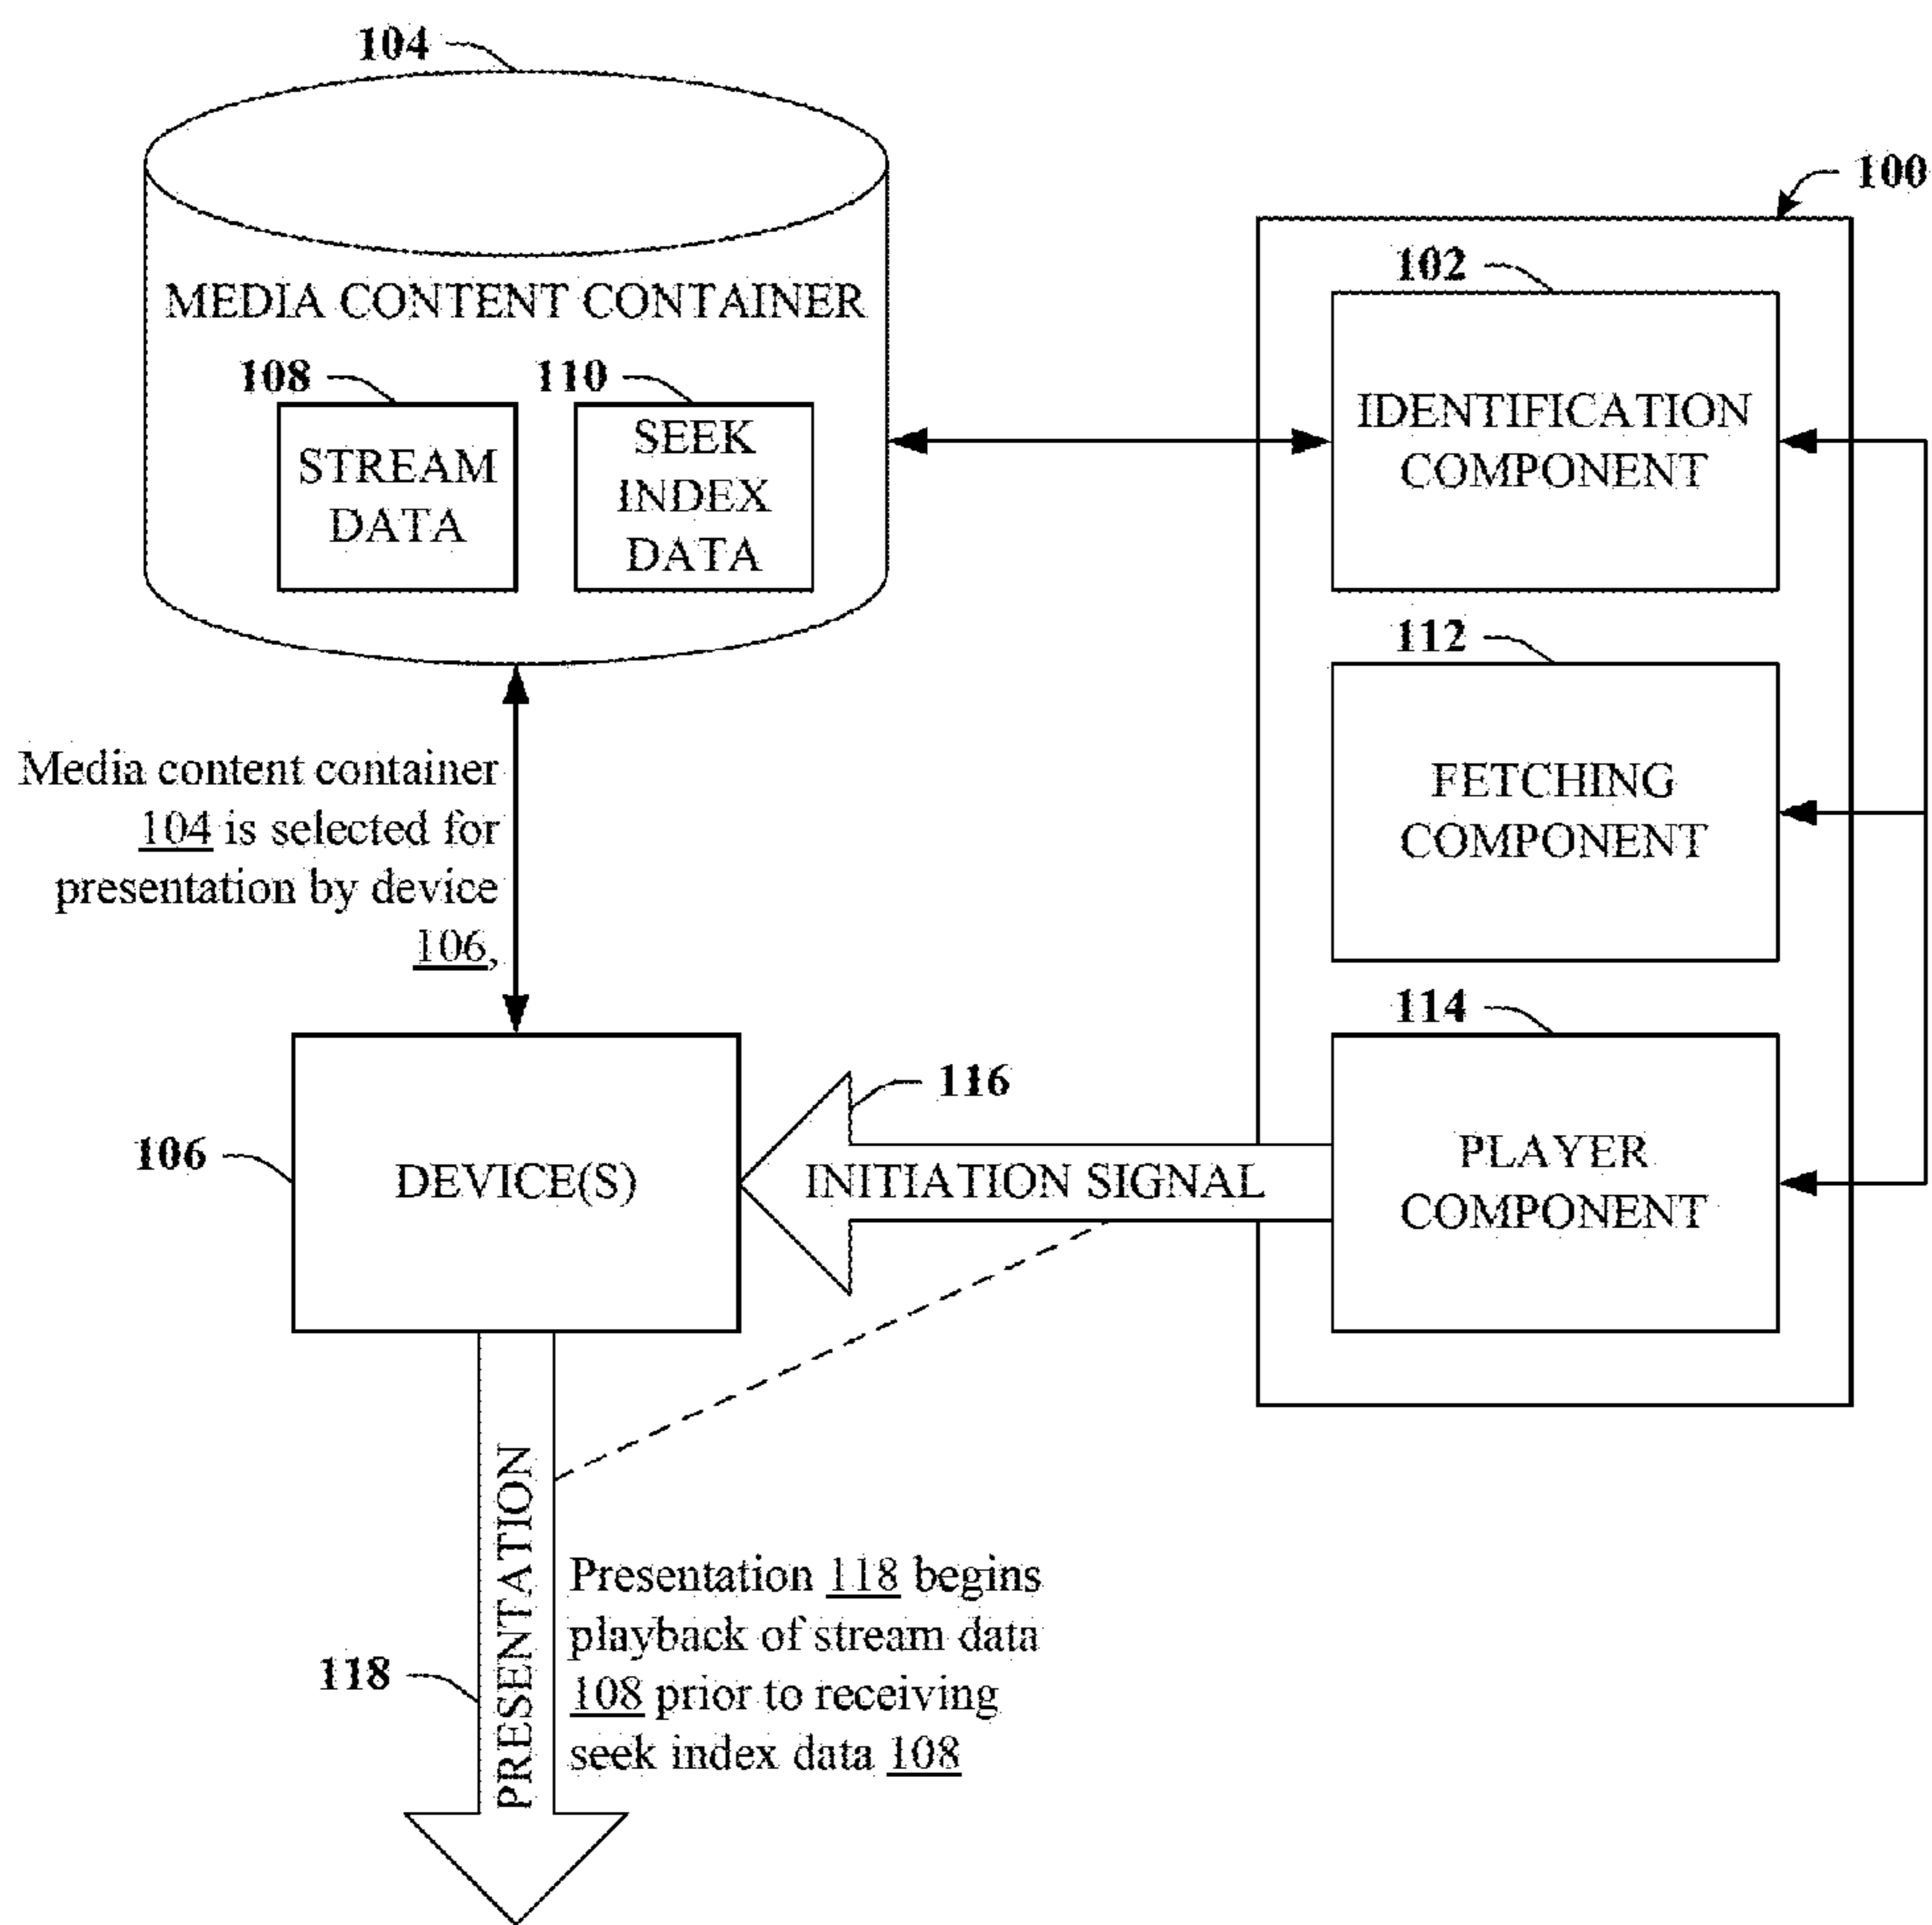 104
MEDIA CONTENT CONTAINER
108
110
STREAM
DATA
SEEK
INDEX
DATA
100
102
IDENTIFICATION
COMPONENT
112
FETCHING
COMPONENT
114
PLAYER
COMPONENT
Media content container
104 is selected for
presentation by device
106,
106
DEVICE(S)
116
INITIATION SIGNAL
118
PRESENTATION
Presentation 118 begins
playback of stream data
108 prior to receiving
seek index data 108